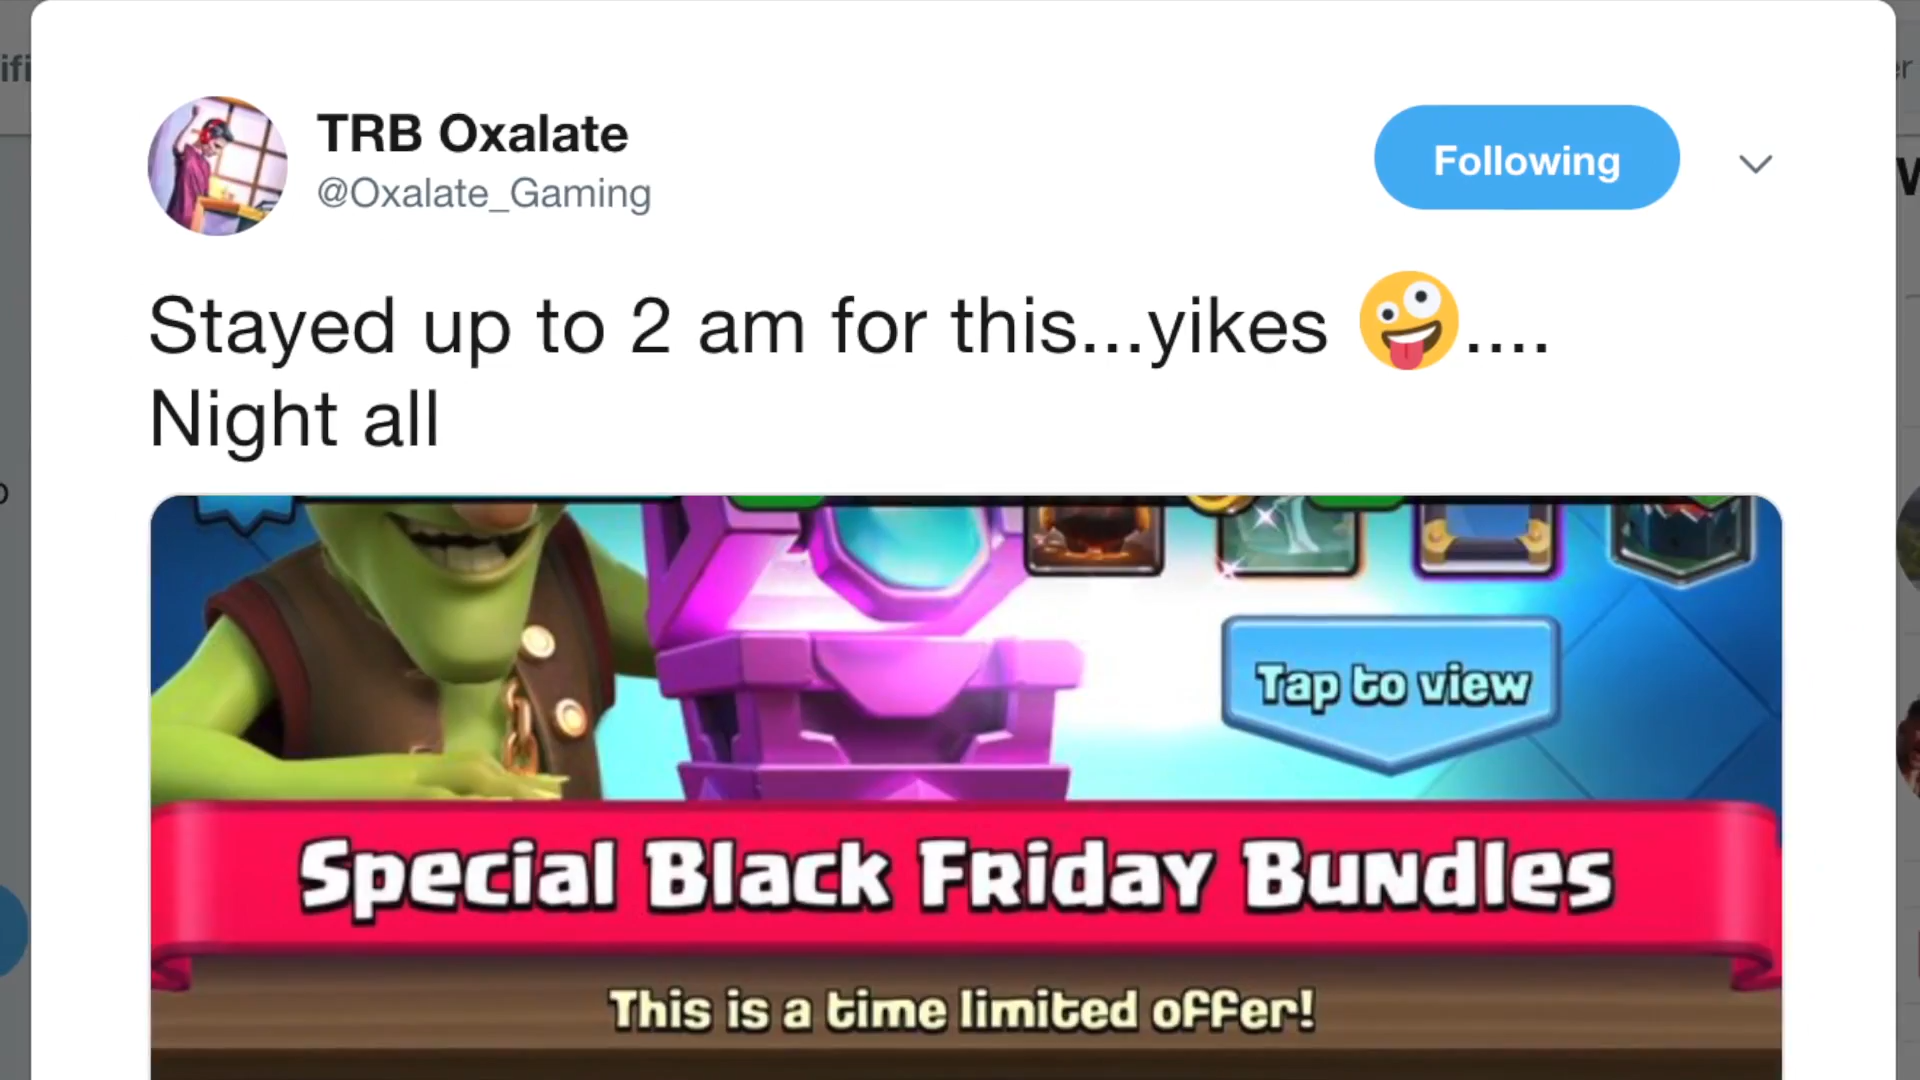 TRB Oxalate
@Oxalate_Gaming
Following
Stayed up to 2 am for this...yikes 🤪....
Night all
Tap to view
Special Black Friday Bundles
This is a time limited offer!